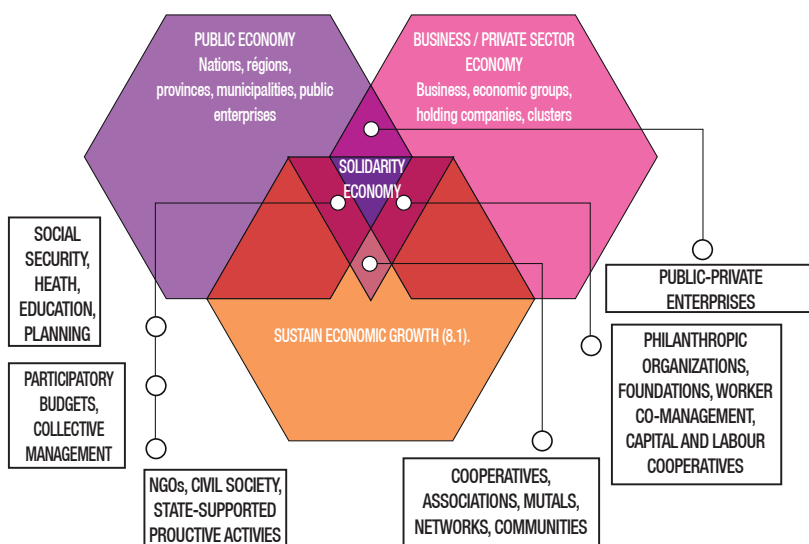 PUBLIC ECONOMY
Nations, régions,
provinces, municipalities, public
enterprises
BUSINESS / PRIVATE SECTOR
ECONOMY
Business, economic groups,
holding companies, clusters
SOLIDARITY
ECONOMY
SOCIAL
SECURITY,
HEATH,
EDUCATION,
PLANNING
PUBLIC-PRIVATE
ENTERPRISES
SUSTAIN ECONOMIC GROWTH (8.1).
PHILANTHROPIC
ORGANIZATIONS,
FOUNDATIONS, WORKER
CO-MANAGEMENT,
CAPITAL AND LABOUR
COOPERATIVES
PARTICIPATORY
BUDGETS,
COLLECTIVE
MANAGEMENT
NGOs, CIVIL SOCIETY,
STATE-SUPPORTED
PROUCTIVE ACTIVIES
COOPERATIVES,
ASSOCIATIONS, MUTALS,
NETWORKS, COMMUNITIES